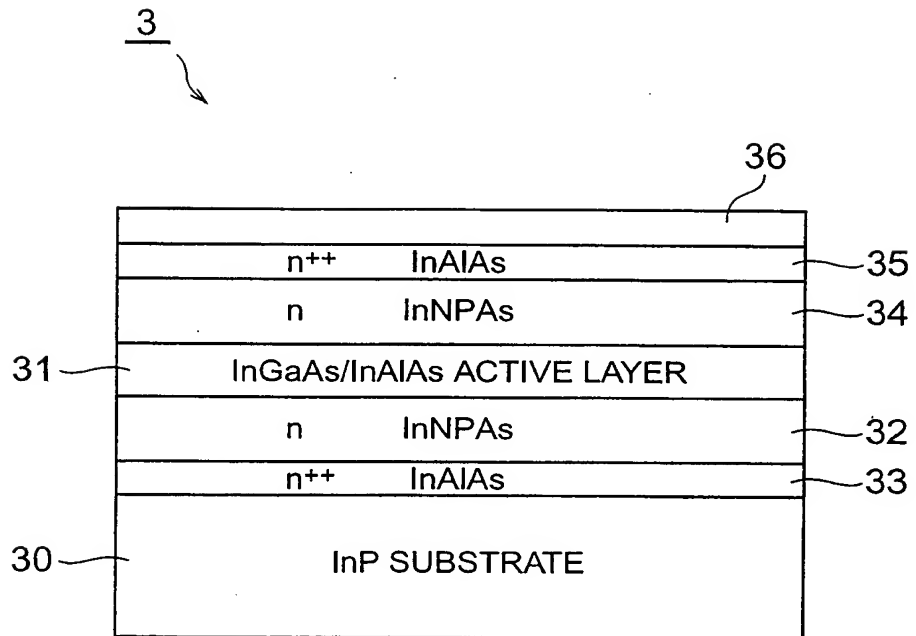 3
36
n++ InAlAs 35
n InNPAs 34
31 InGaAs/InAlAs ACTIVE LAYER
n InNPAs 32
n++ InAlAs 33
30 InP SUBSTRATE